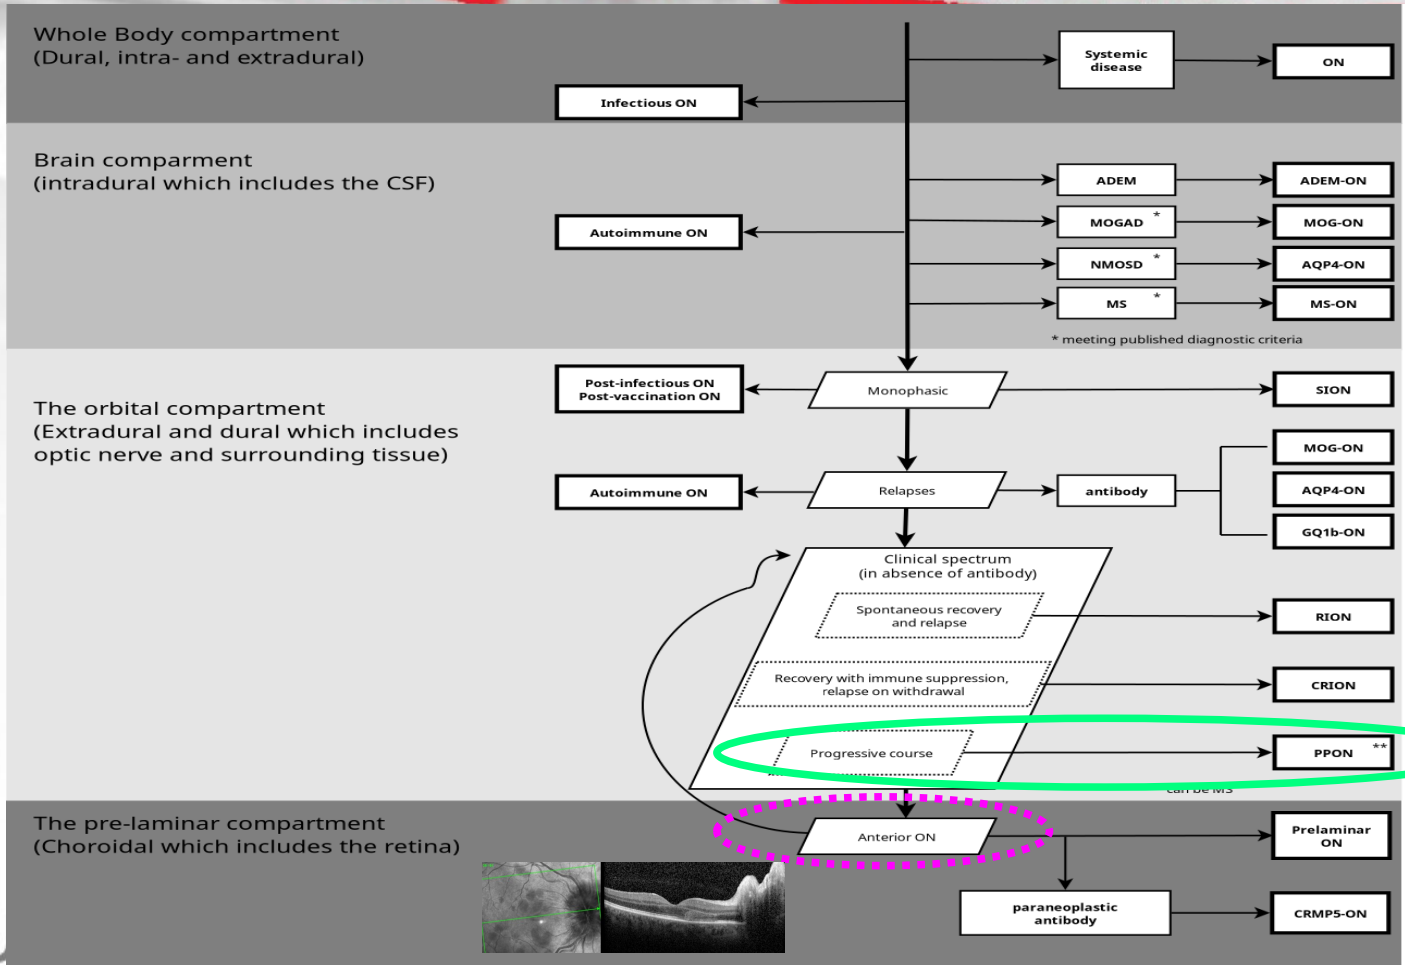 Whole Body compartment
(Dural, intra- and extradural)
Systemic
disease
ON
Infectious ON
Brain comparment
(intradural which includes the CSF)
ADEM
ADEM-ON
Autoimmune ON
MOGAD *
MOG-ON
NMOSD *
AQP4-ON
MS *
MS-ON
* meeting published diagnostic criteria
The orbital compartment
(Extradural and dural which includes
optic nerve and surrounding tissue)
Post-infectious ON
Post-vaccination ON
Monophasic
SION
Autoimmune ON
Relapses
antibody
MOG-ON
AQP4-ON
GQ1b-ON
Clinical spectrum
(in absence of antibody)
Spontaneous recovery
and relapse
RION
Recovery with immune suppression,
relapse on withdrawal
CRION
Progressive course
PPON **
can be MS
The pre-laminar compartment
(Choroidal which includes the retina)
Anterior ON
Prelaminar
ON
paraneoplastic
antibody
CRMP5-ON